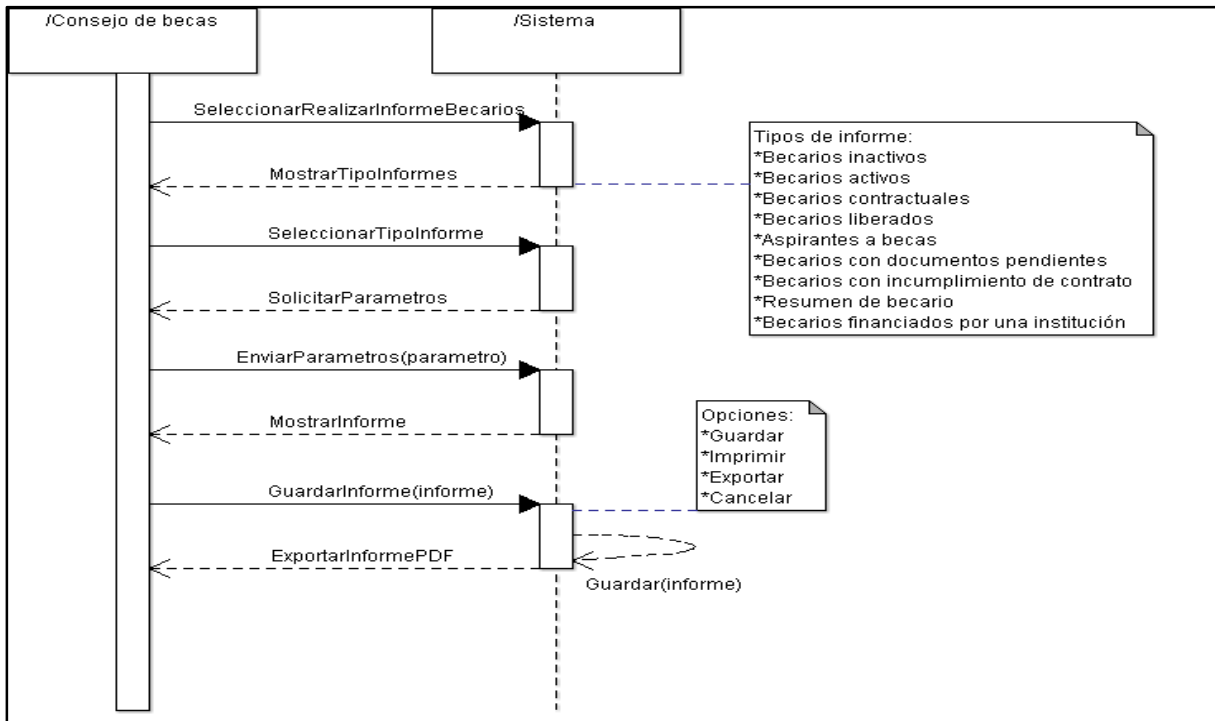 /Consejo de becas
/Sistema
SeleccionarRealizarInformeBecarios
MostrarTipoInformes
SeleccionarTipoInforme
SolicitarParametros
EnviarParametros(parametro)
MostrarInforme
GuardarInforme(informe)
ExportarInformePDF
Guardar(informe)
Tipos de informe:
*Becarios inactivos
*Becarios activos
*Becarios contractuales
*Becarios liberados
*Aspirantes a becas
*Becarios con documentos pendientes
*Becarios con incumplimiento de contrato
*Resumen de becario
*Becarios financiados por una institución
Opciones:
*Guardar
*Imprimir
*Exportar
*Cancelar